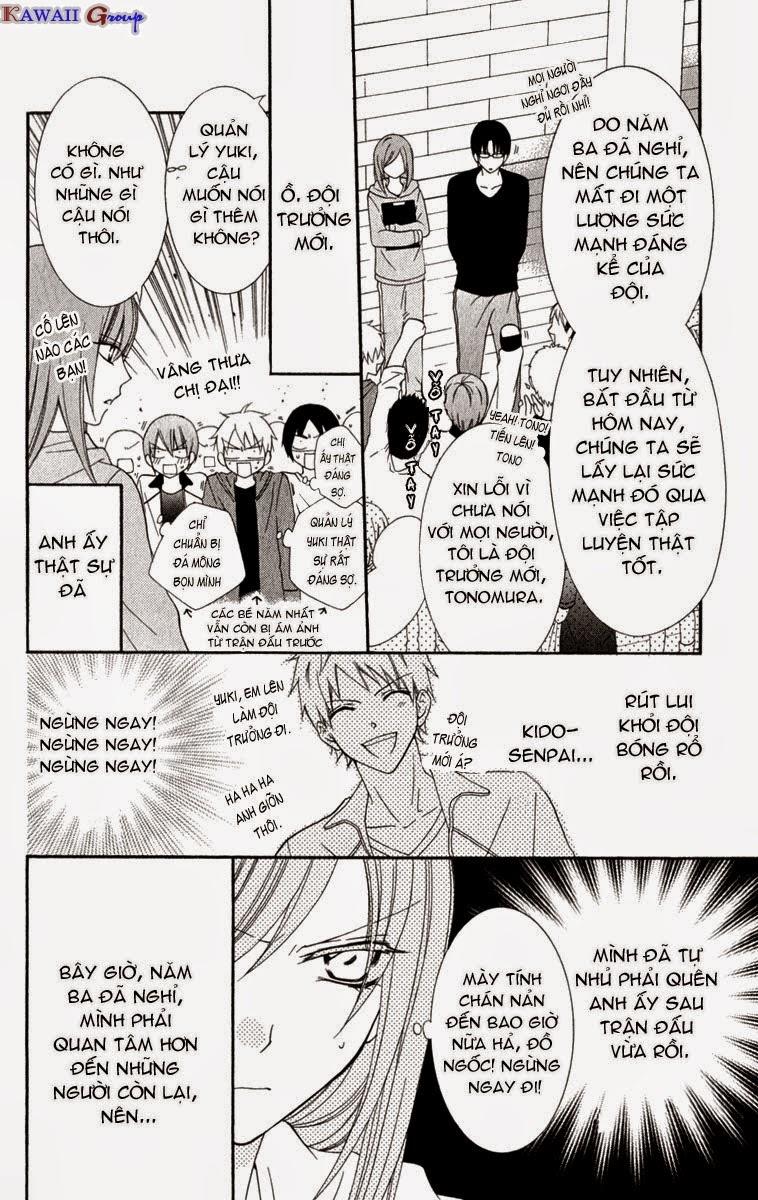 KAWAII Group
MỌI NGƯỜI
NGHỈ NGƠI ĐẦY
ĐỦ RỒI NHỈ!
DO NĂM
BA ĐÃ NGHỈ,
NÊN CHÚNG TA
MẤT ĐI MỘT
LƯỢNG SỨC
MẠNH ĐÁNG
KỂ CỦA
ĐỘI.
TUY NHIÊN,
BẮT ĐẦU TỪ
HÔM NAY,
CHÚNG TA SẼ
LẤY LẠI SỨC
MẠNH ĐÓ QUA
VIỆC TẬP
LUYỆN THẬT
TỐT.
VỖ TAY
VỖ TAY
YEAH! TONO!
TIẾN LÊN!
TONO
XIN LỖI VÌ
CHƯA NÓI
VỚI MỌI NGƯỜI,
TÔI LÀ ĐỘI
TRƯỞNG MỚI,
TONOMURA.
Ồ. ĐỘI
TRƯỞNG
MỚI.
QUẢN
LÝ YUKI,
CẬU
MUỐN NÓI
GÌ THÊM
KHÔNG?
KHÔNG
CÓ GÌ. NHƯ
NHỮNG GÌ
CẬU NÓI
THÔI.
CỐ LÊN
NÀO CÁC
BẠN!
VÂNG THƯA
CHỊ ĐẠI!!
CHỊ
ẤY THẬT
ĐÁNG
SỢ.
QUẢN LÝ
YUKI THẬT
SỰ RẤT
ĐÁNG SỢ.
CHỈ
CHUẨN BỊ
ĐÁ MÔNG
BỌN MÌNH
CÁC BÉ NĂM NHẤT
VẪN CÒN BỊ ÁM ẢNH
TỪ TRẬN ĐẤU TRƯỚC
ANH ẤY
THẬT SỰ
ĐÃ
RÚT LUI
KHỎI ĐỘI
BÓNG RỔ
RỒI.
KIDO-
SENPAI...
ĐỘI
TRƯỞNG
MỚI Á?
YUKI, EM LÊN
LÀM ĐỘI
TRƯỞNG ĐI.
HA HA HA
ANH GIỠN
THÔI.
NGỪNG NGAY!
NGỪNG NGAY!
NGỪNG NGAY!
MÌNH ĐÃ TỰ
NHỦ PHẢI QUÊN
ANH ẤY SAU
TRẬN ĐẤU
VỪA RỒI.
MÀY TÍNH
CHÁN NẢN
ĐẾN BAO GIỜ
NỮA HẢ, ĐỒ
NGỐC! NGỪNG
NGAY ĐI!
BÂY GIỜ, NĂM
BA ĐÃ NGHỈ,
MÌNH PHẢI
QUAN TÂM HƠN
ĐẾN NHỮNG
NGƯỜI CÒN LẠI,
NÊN...